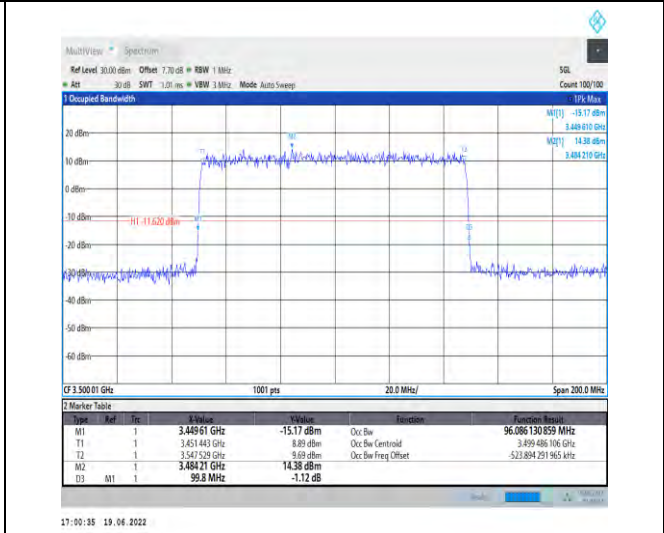 MultiView Spectrum
Ref Level 30.00 dBm Offset 7.70 dB RBW 1 MHz SGL
Att 30 dB SWT 1.01 ms VBW 3 MHz Mode Auto Sweep Count 100/100
1 Occupied Bandwidth 1Pk Max
M1[1] -15.17 dBm
3.449 610 GHz
M2[1] 14.38 dBm
3.484 210 GHz
20 dBm
M2
T1 T2
10 dBm
0 dBm
-10 dBm
H1 -11.620 dBm
M1
D3
-20 dBm
-30 dBm
-40 dBm
-50 dBm
-60 dBm
CF 3.500 01 GHz 1001 pts 20.0 MHz/ Span 200.0 MHz
2 Marker Table
Type Ref Trc X-Value Y-Value Function Function Result
M1 1 3.449 61 GHz -15.17 dBm Occ Bw 96.086 130 859 MHz
T1 1 3.451 443 GHz 8.89 dBm Occ Bw Centroid 3.499 486 106 GHz
T2 1 3.547 529 GHz 9.69 dBm Occ Bw Freq Offset -523.894 291 965 kHz
M2 1 3.484 21 GHz 14.38 dBm
D3 M1 1 99.8 MHz -1.12 dB
Ready
17:00:35 19.06.2022